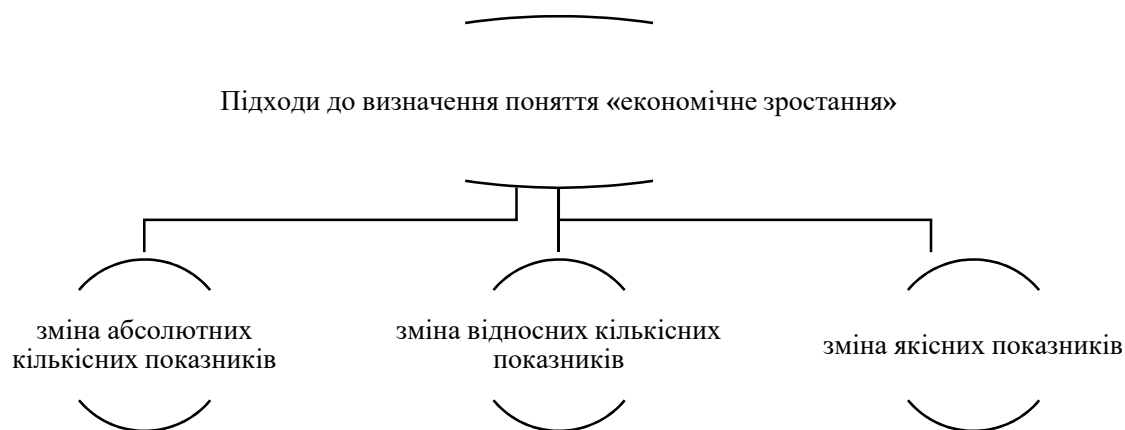 Підходи до визначення поняття «економічне зростання»
зміна абсолютних
кількісних показників
зміна відносних кількісних
показників
зміна якісних показників